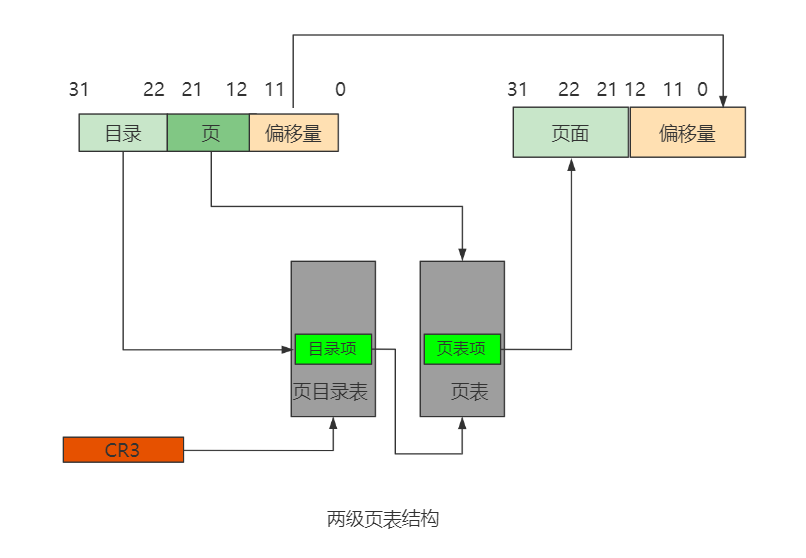 31 22 21 12 11 0
目录 页 偏移量
31 22 21 12 11 0
页面 偏移量
目录项
页目录表
页表项
页表
CR3
两级页表结构